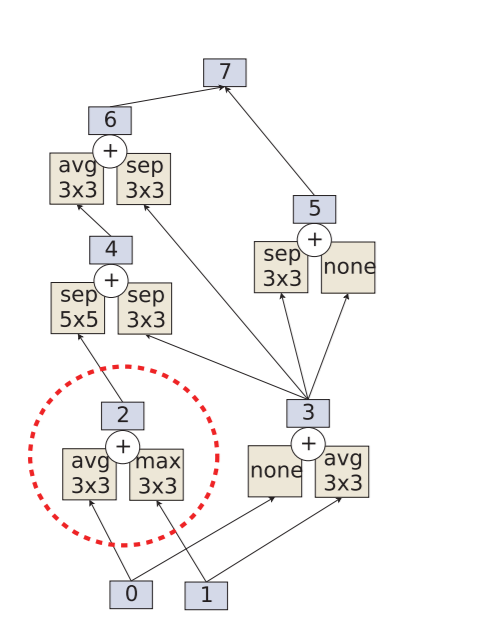 7
6
+
avg
3x3
sep
3x3
5
+
sep
3x3
none
4
+
sep
5x5
sep
3x3
2
+
avg
3x3
max
3x3
3
+
none
avg
3x3
0
1